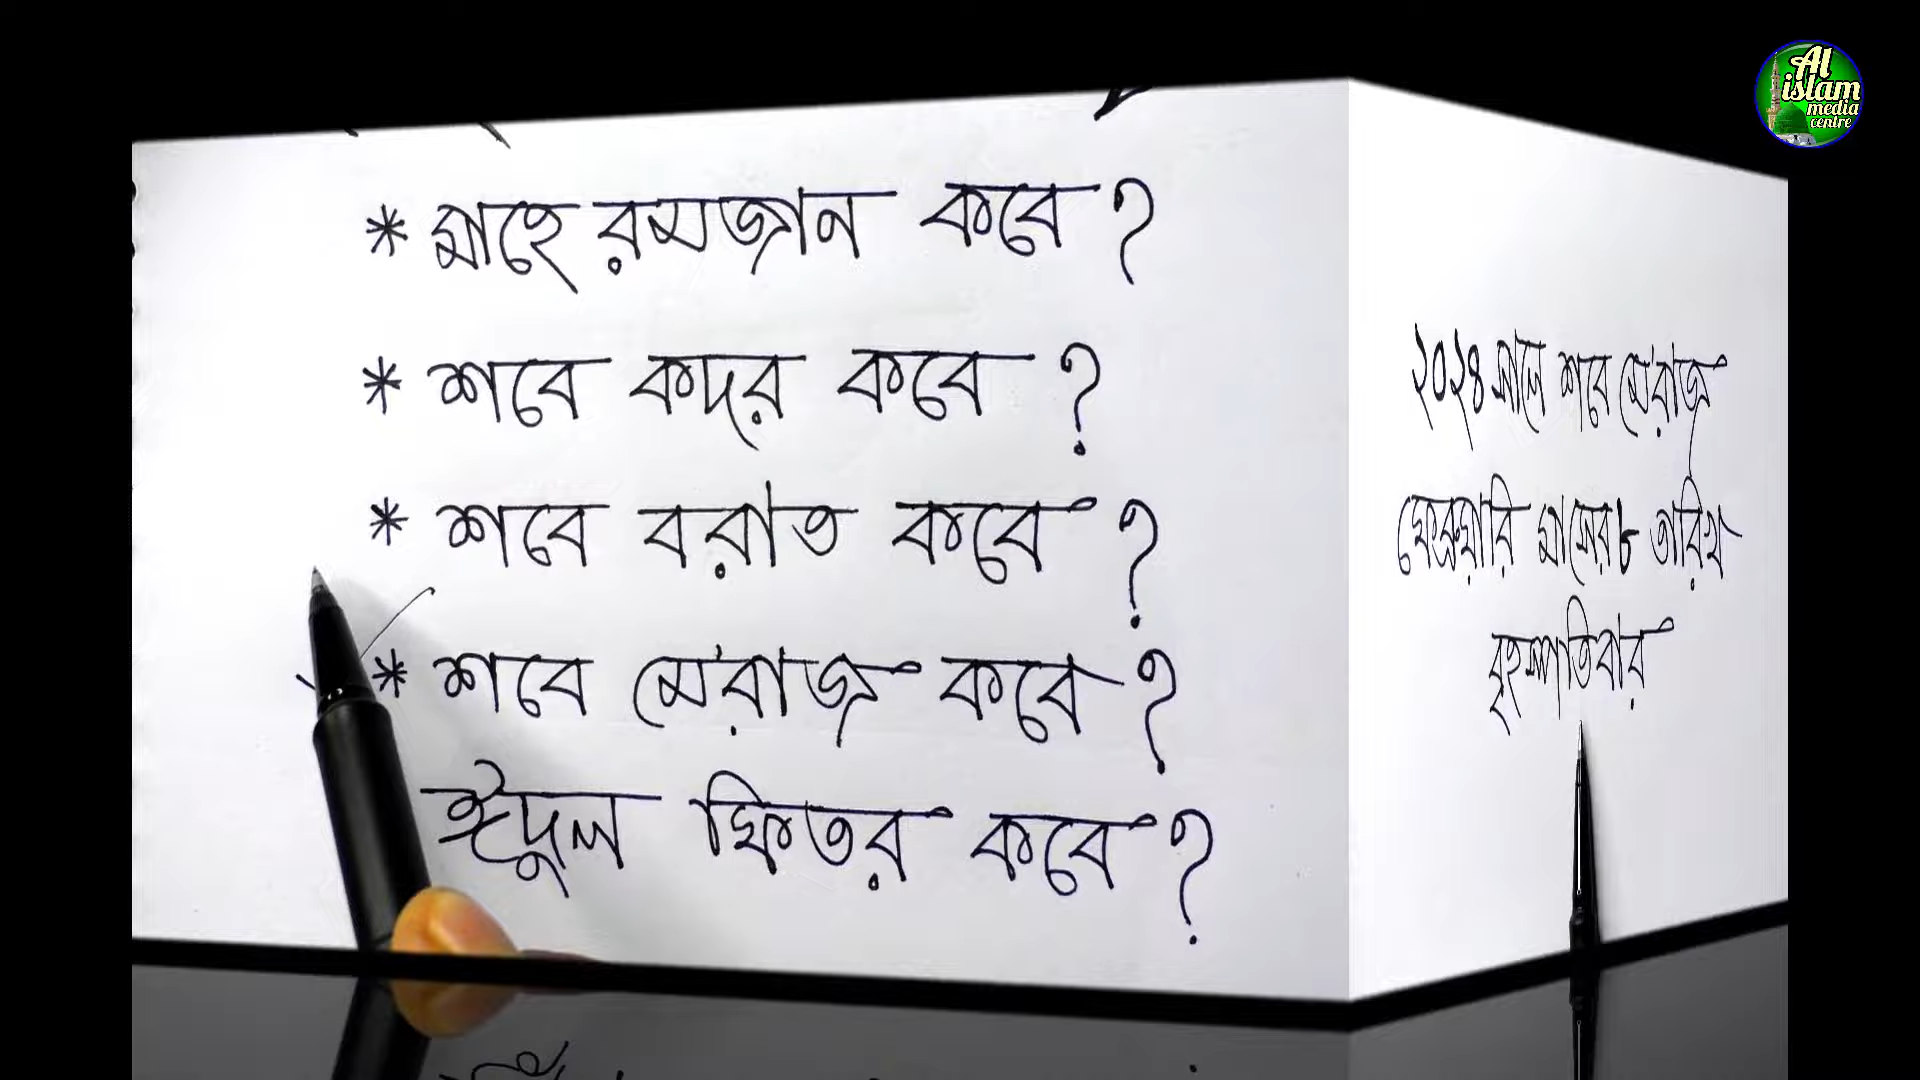 * মাহে রমজান কবে ?
* শবে কদর কবে ?
* শবে বরাত কবে ?
* শবে মে'রাজ কবে ?
ঈদুল ফিতর কবে ?
২০২৪ সালে শবে মে'রাজ
ফেব্রুয়ারি মাসের ৮ তারিখ
বৃহস্পতিবার
Al
islam
media
centre